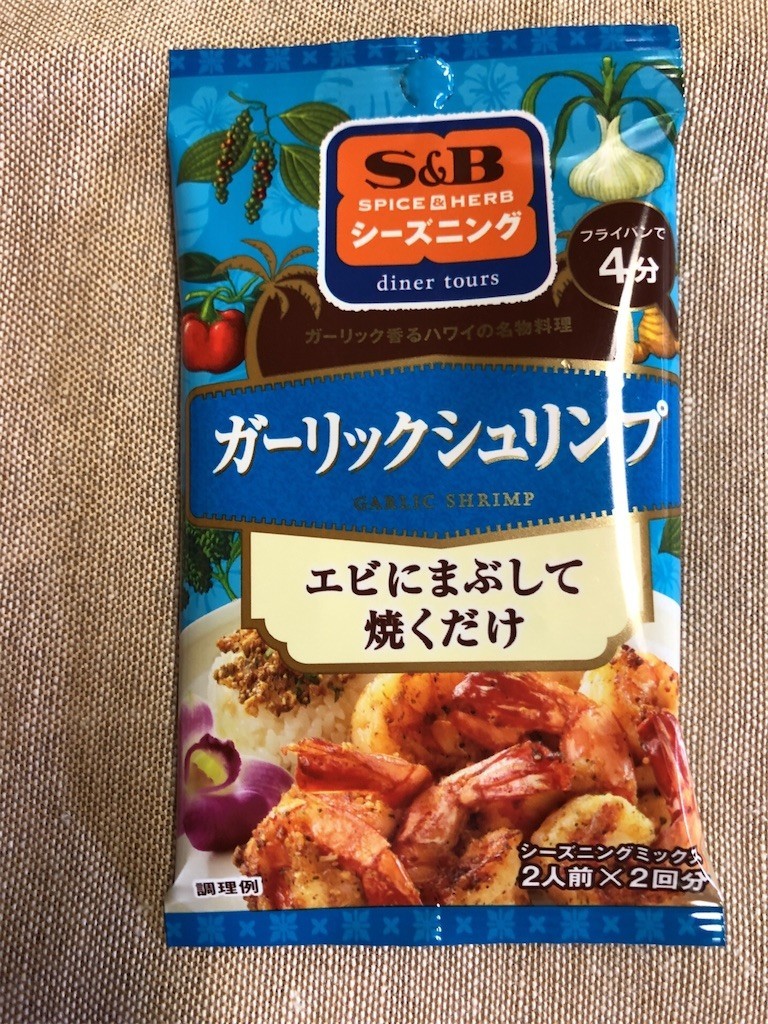 S&B
SPICE & HERB
シーズニング
diner tours
フライパンで
4分
ガーリック香るハワイの名物料理
ガーリックシュリンプ
GARLIC SHRIMP
エビにまぶして
焼くだけ
シーズニングミックス
2人前×2回分
調理例